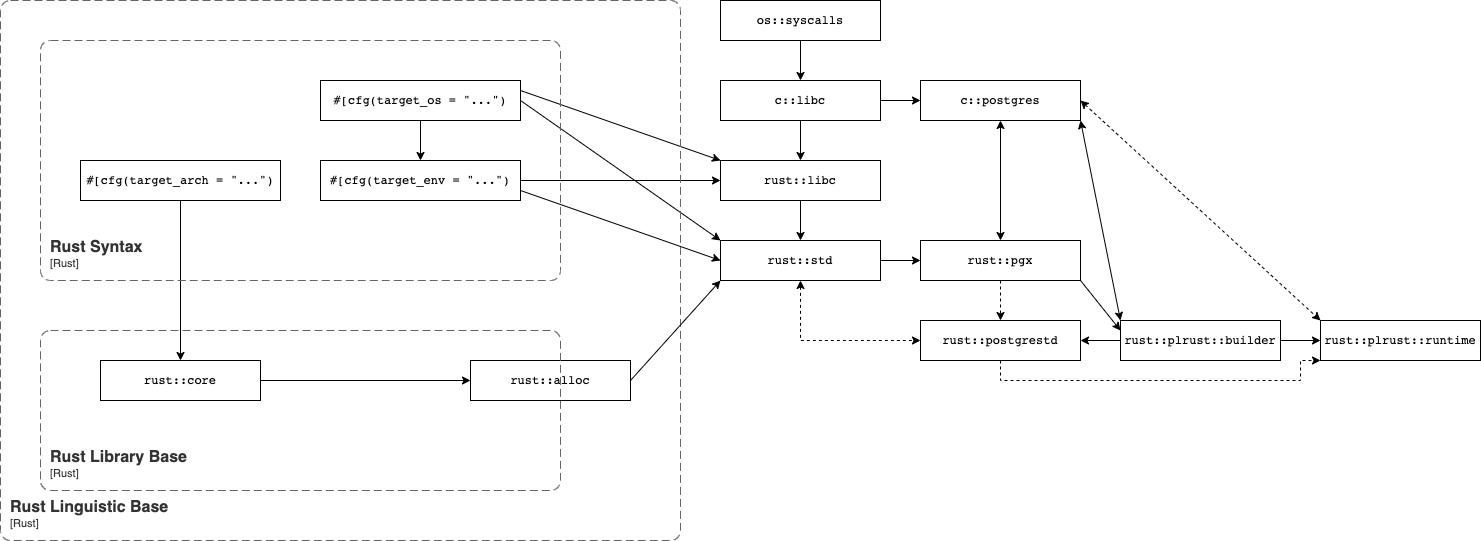 os::syscalls
#[cfg(target_os = "...")
c::libc
c::postgres
#[cfg(target_arch = "...")
#[cfg(target_env = "...")
rust::libc
Rust Syntax
[Rust]
rust::std
rust::pgx
rust::postgrestd
rust::plrust::builder
rust::plrust::runtime
rust::core
rust::alloc
Rust Library Base
[Rust]
Rust Linguistic Base
[Rust]